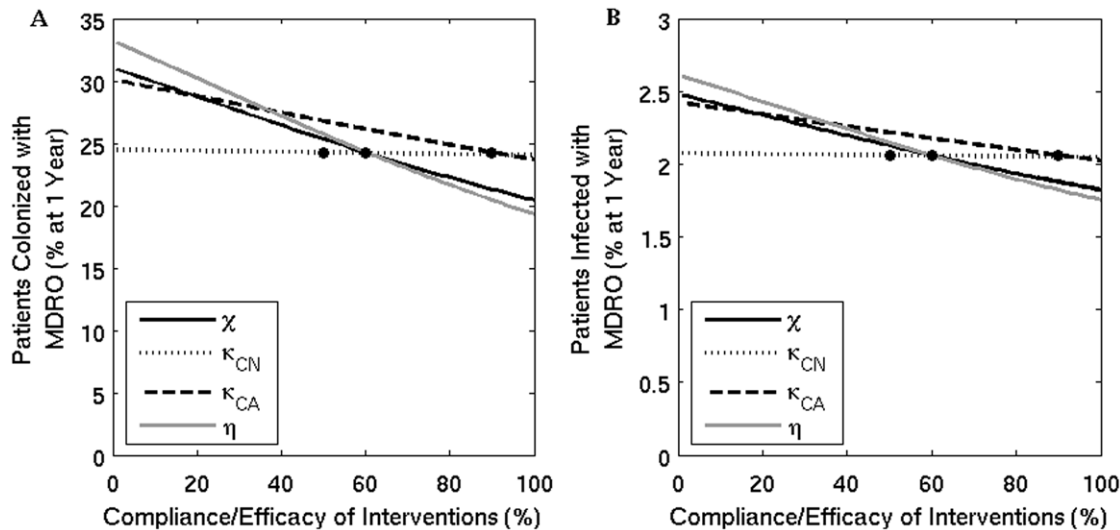 A
35
30
25
20
15
10
5
0
Patients Colonized with
MDRO (% at 1 Year)
χ
κCN
κCA
η
0 20 40 60 80 100
Compliance/Efficacy of Interventions (%)
B
3
2.5
2
1.5
1
0.5
0
Patients Infected with
MDRO (% at 1 Year)
χ
κCN
κCA
η
0 20 40 60 80 100
Compliance/Efficacy of Interventions (%)